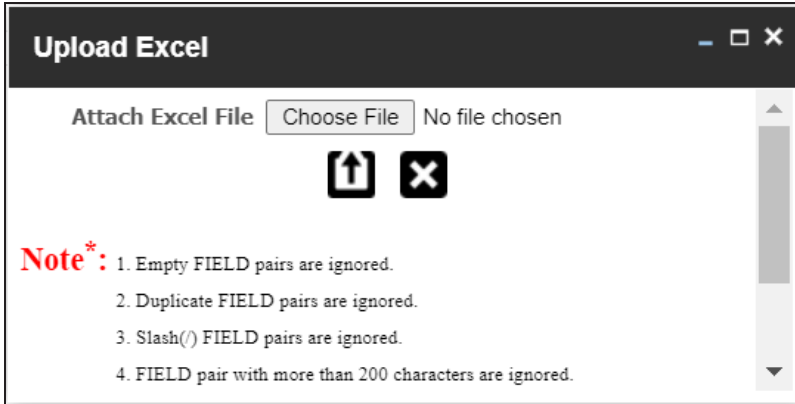 Upload Excel
Attach Excel File Choose File No file chosen
Note*: 1. Empty FIELD pairs are ignored.
2. Duplicate FIELD pairs are ignored.
3. Slash(/) FIELD pairs are ignored.
4. FIELD pair with more than 200 characters are ignored.